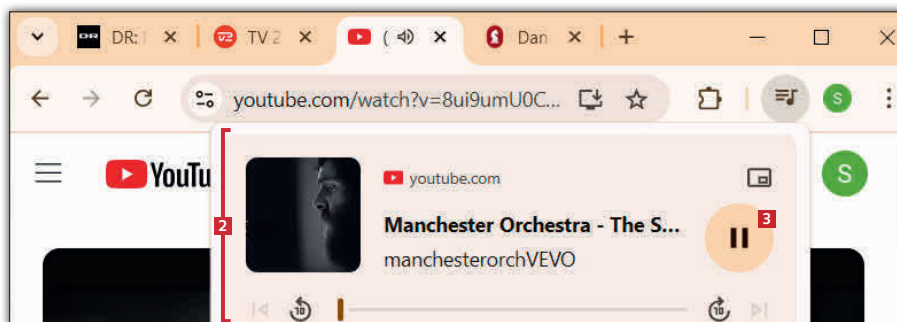 DR: TV 2 ( Dan
youtube.com/watch?v=8ui9umU0C...
S
YouTu S
youtube.com
2
Manchester Orchestra - The S... 3
manchesterorchVEVO
10 10